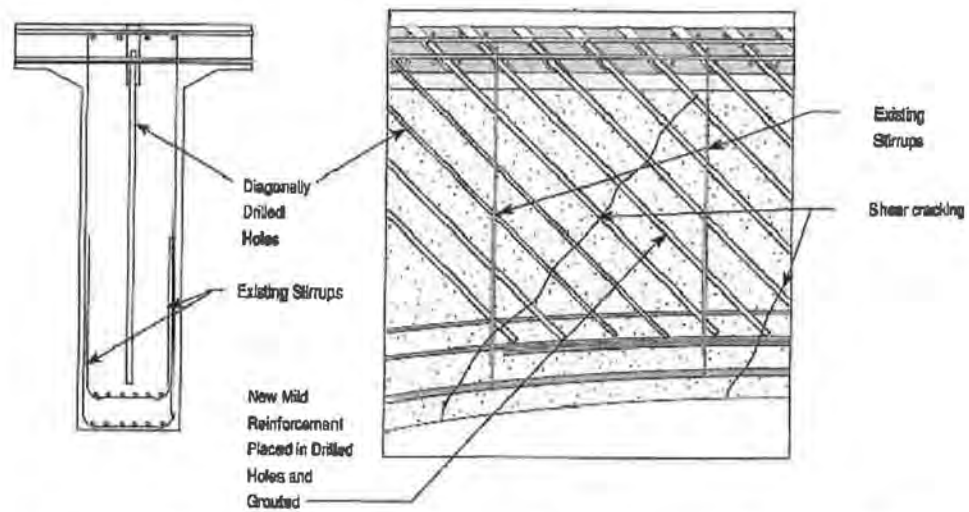 Diagonally
Drilled
Holes
Existing Stirrups
New Mild
Reinforcement
Placed in Drilled
Holes and
Grouted
Existing
Stirrups
Shear cracking